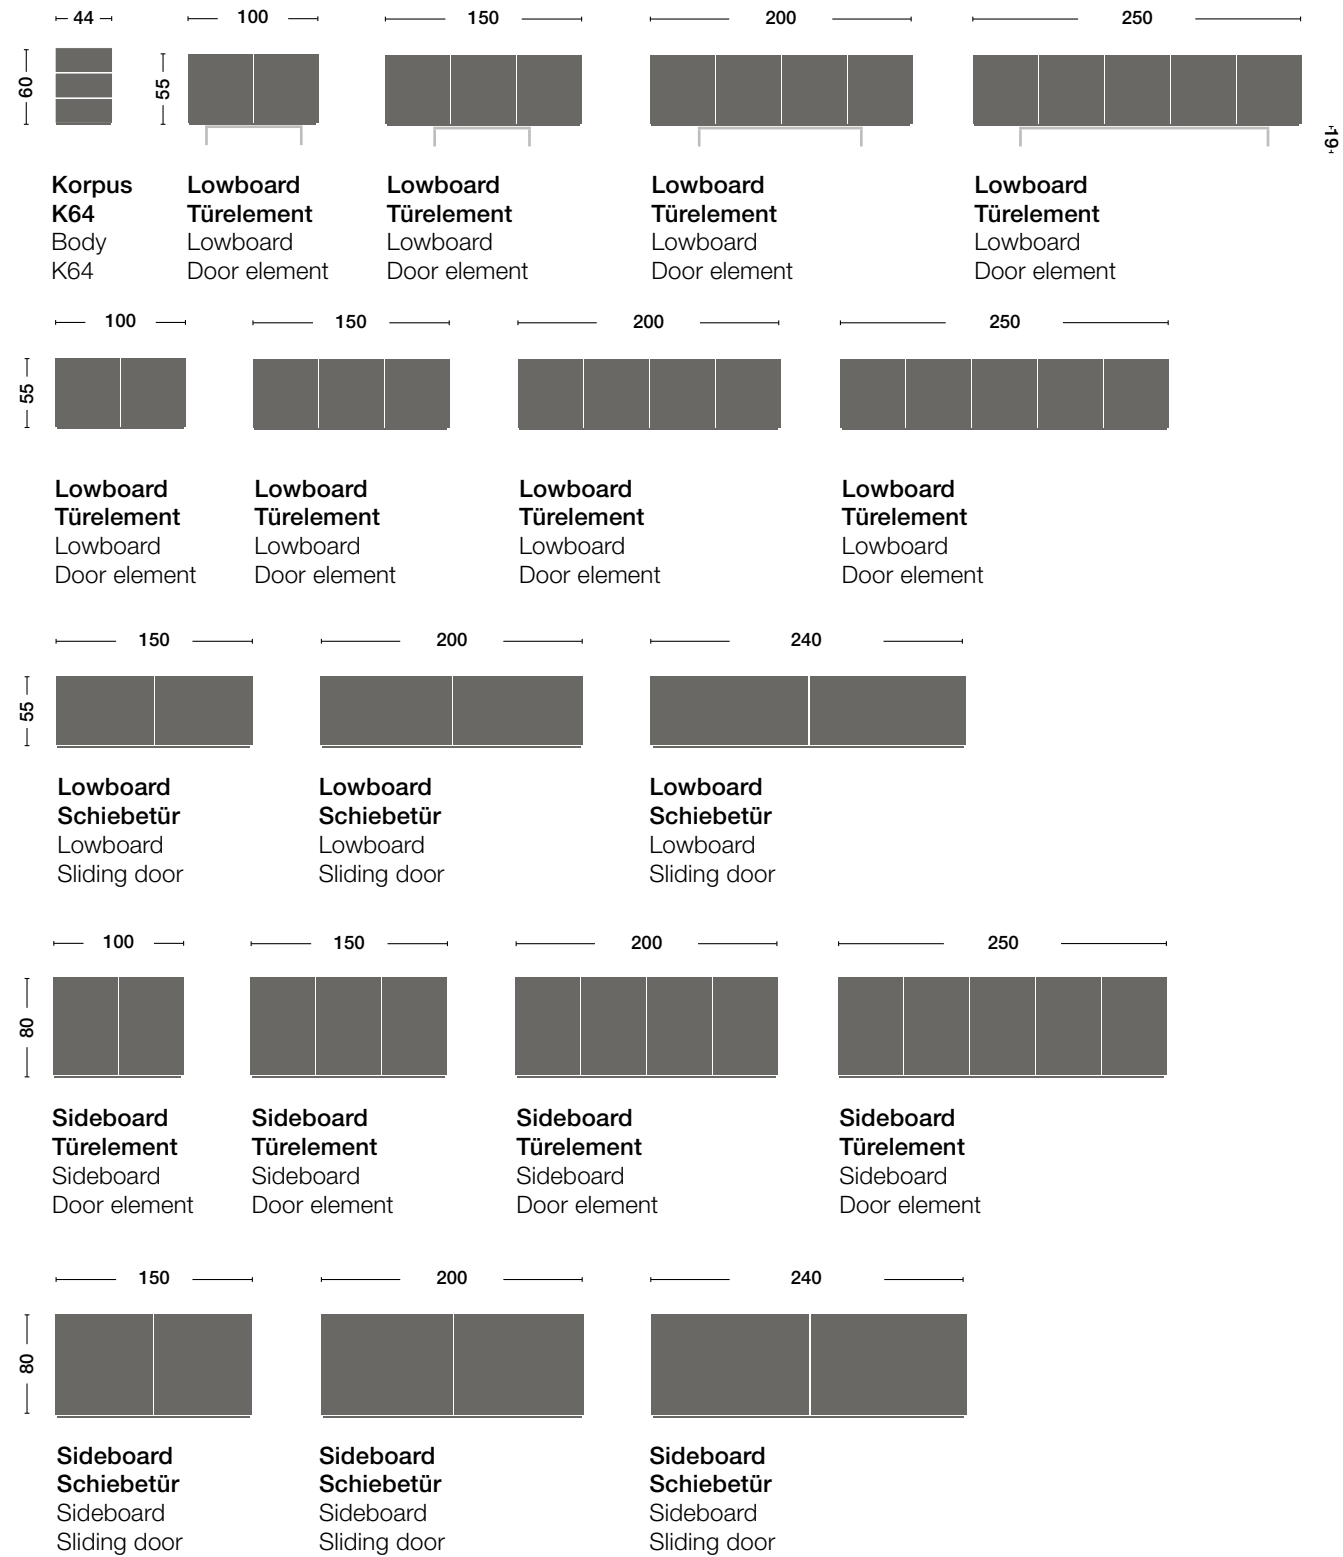 44
100
150
200
250
60
55
19
Korpus
K64
Body
K64
Lowboard
Türelement
Lowboard
Door element
Lowboard
Türelement
Lowboard
Door element
Lowboard
Türelement
Lowboard
Door element
Lowboard
Türelement
Lowboard
Door element
100
150
200
250
55
Lowboard
Türelement
Lowboard
Door element
Lowboard
Türelement
Lowboard
Door element
Lowboard
Türelement
Lowboard
Door element
Lowboard
Türelement
Lowboard
Door element
150
200
240
55
Lowboard
Schiebetür
Lowboard
Sliding door
Lowboard
Schiebetür
Lowboard
Sliding door
Lowboard
Schiebetür
Lowboard
Sliding door
100
150
200
250
80
Sideboard
Türelement
Sideboard
Door element
Sideboard
Türelement
Sideboard
Door element
Sideboard
Türelement
Sideboard
Door element
Sideboard
Türelement
Sideboard
Door element
150
200
240
80
Sideboard
Schiebetür
Sideboard
Sliding door
Sideboard
Schiebetür
Sideboard
Sliding door
Sideboard
Schiebetür
Sideboard
Sliding door